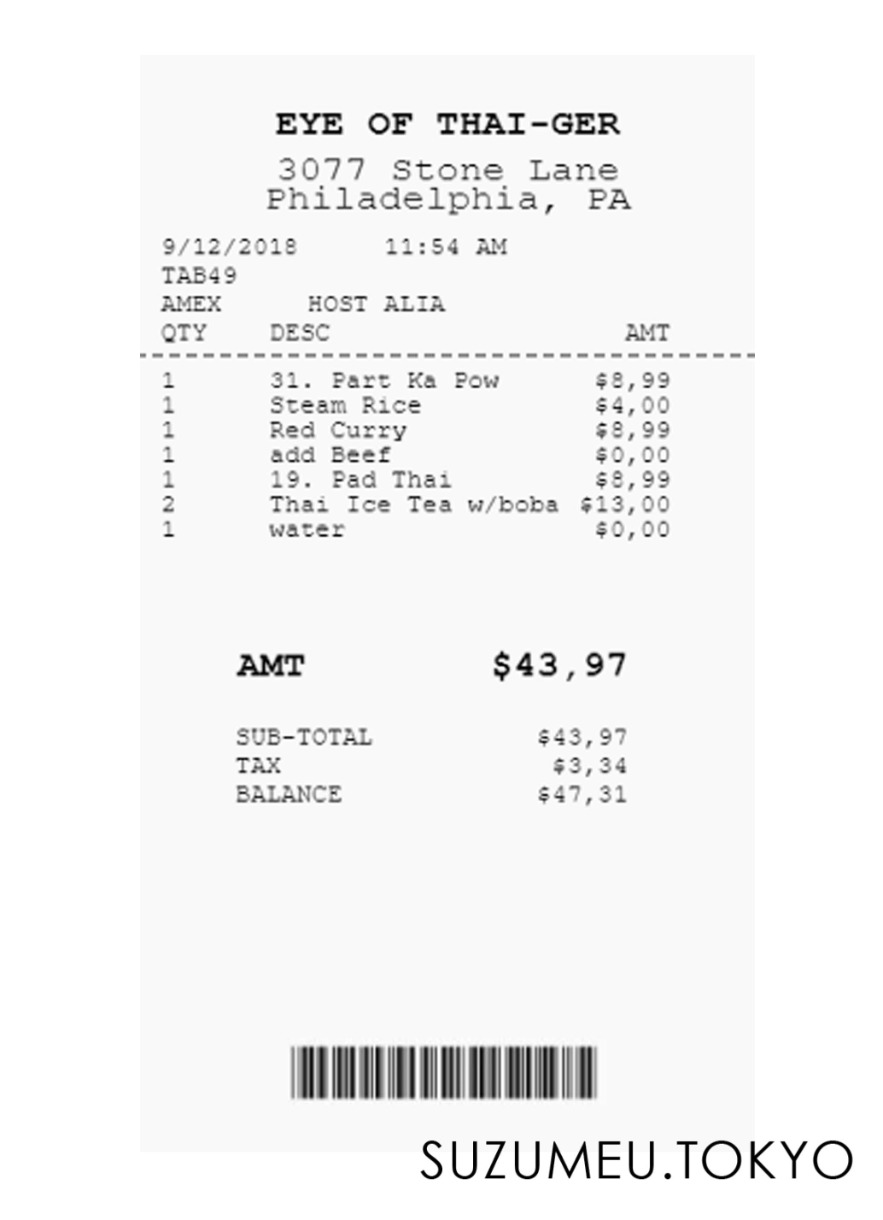 EYE OF THAI-GER
3077 Stone Lane
Philadelphia, PA
9/12/2018 11:54 AM
TAB49
AMEX HOST ALIA
QTY DESC AMT
1 31. Part Ka Pow $8,99
1 Steam Rice $4,00
1 Red Curry $8,99
1 add Beef $0,00
1 19. Pad Thai $8,99
2 Thai Ice Tea w/boba $13,00
1 water $0,00
AMT $43,97
SUB-TOTAL $43,97
TAX $3,34
BALANCE $47,31
SUZUMEU.TOKYO